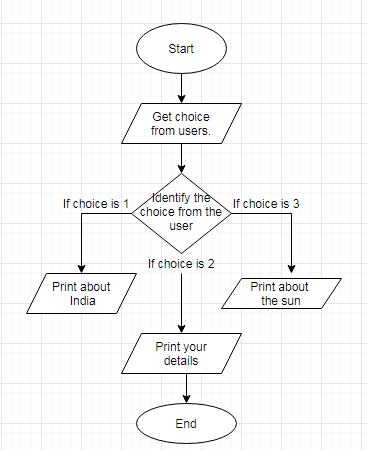 Start
Get choice
from users.
Identify the
choice from the
user
If choice is 1
If choice is 3
If choice is 2
Print about
India
Print about
the sun
Print your
details
End